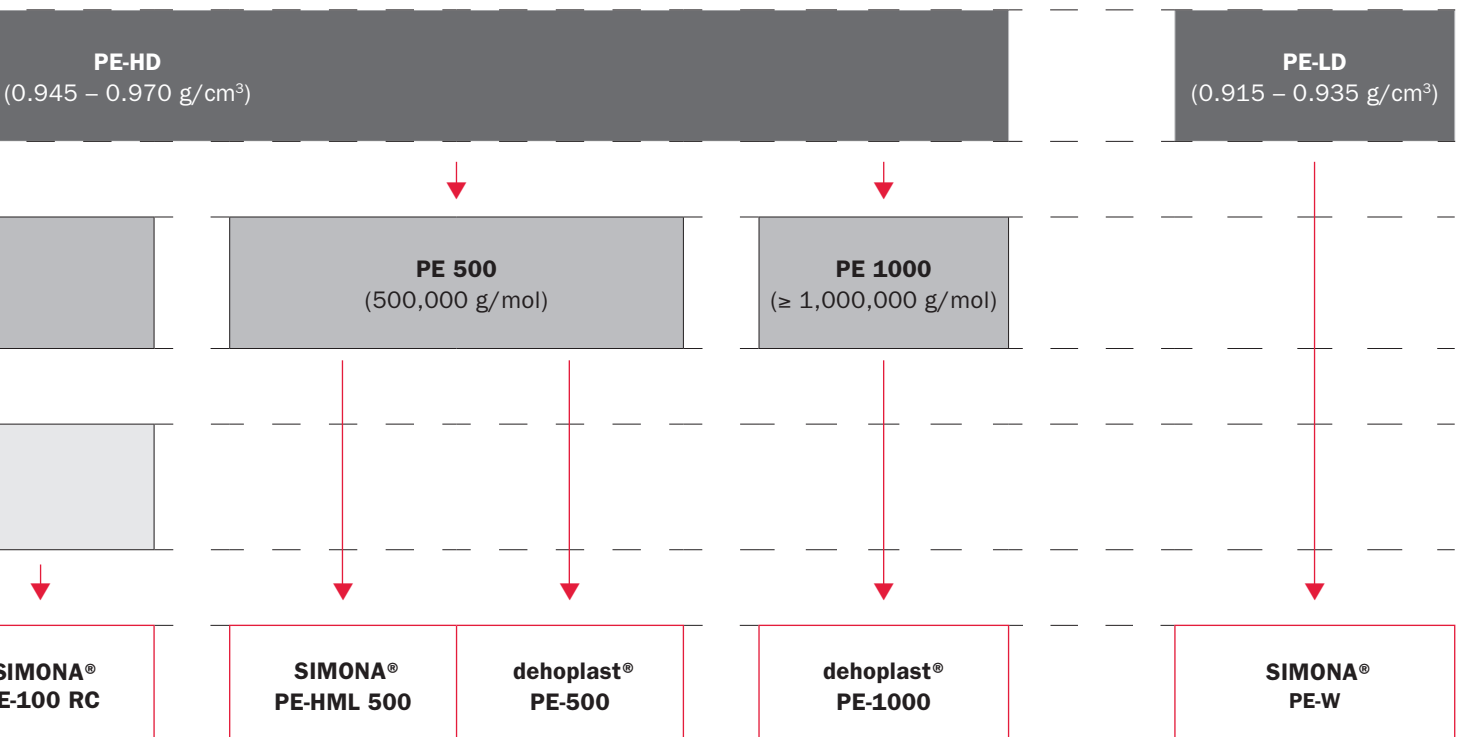 PE-HD
(0.945 – 0.970 g/cm³)
PE-LD
(0.915 – 0.935 g/cm³)
PE 500
(500,000 g/mol)
PE 1000
(≥ 1,000,000 g/mol)
SIMONA®
E-100 RC
SIMONA®
PE-HML 500
dehoplast®
PE-500
dehoplast®
PE-1000
SIMONA®
PE-W